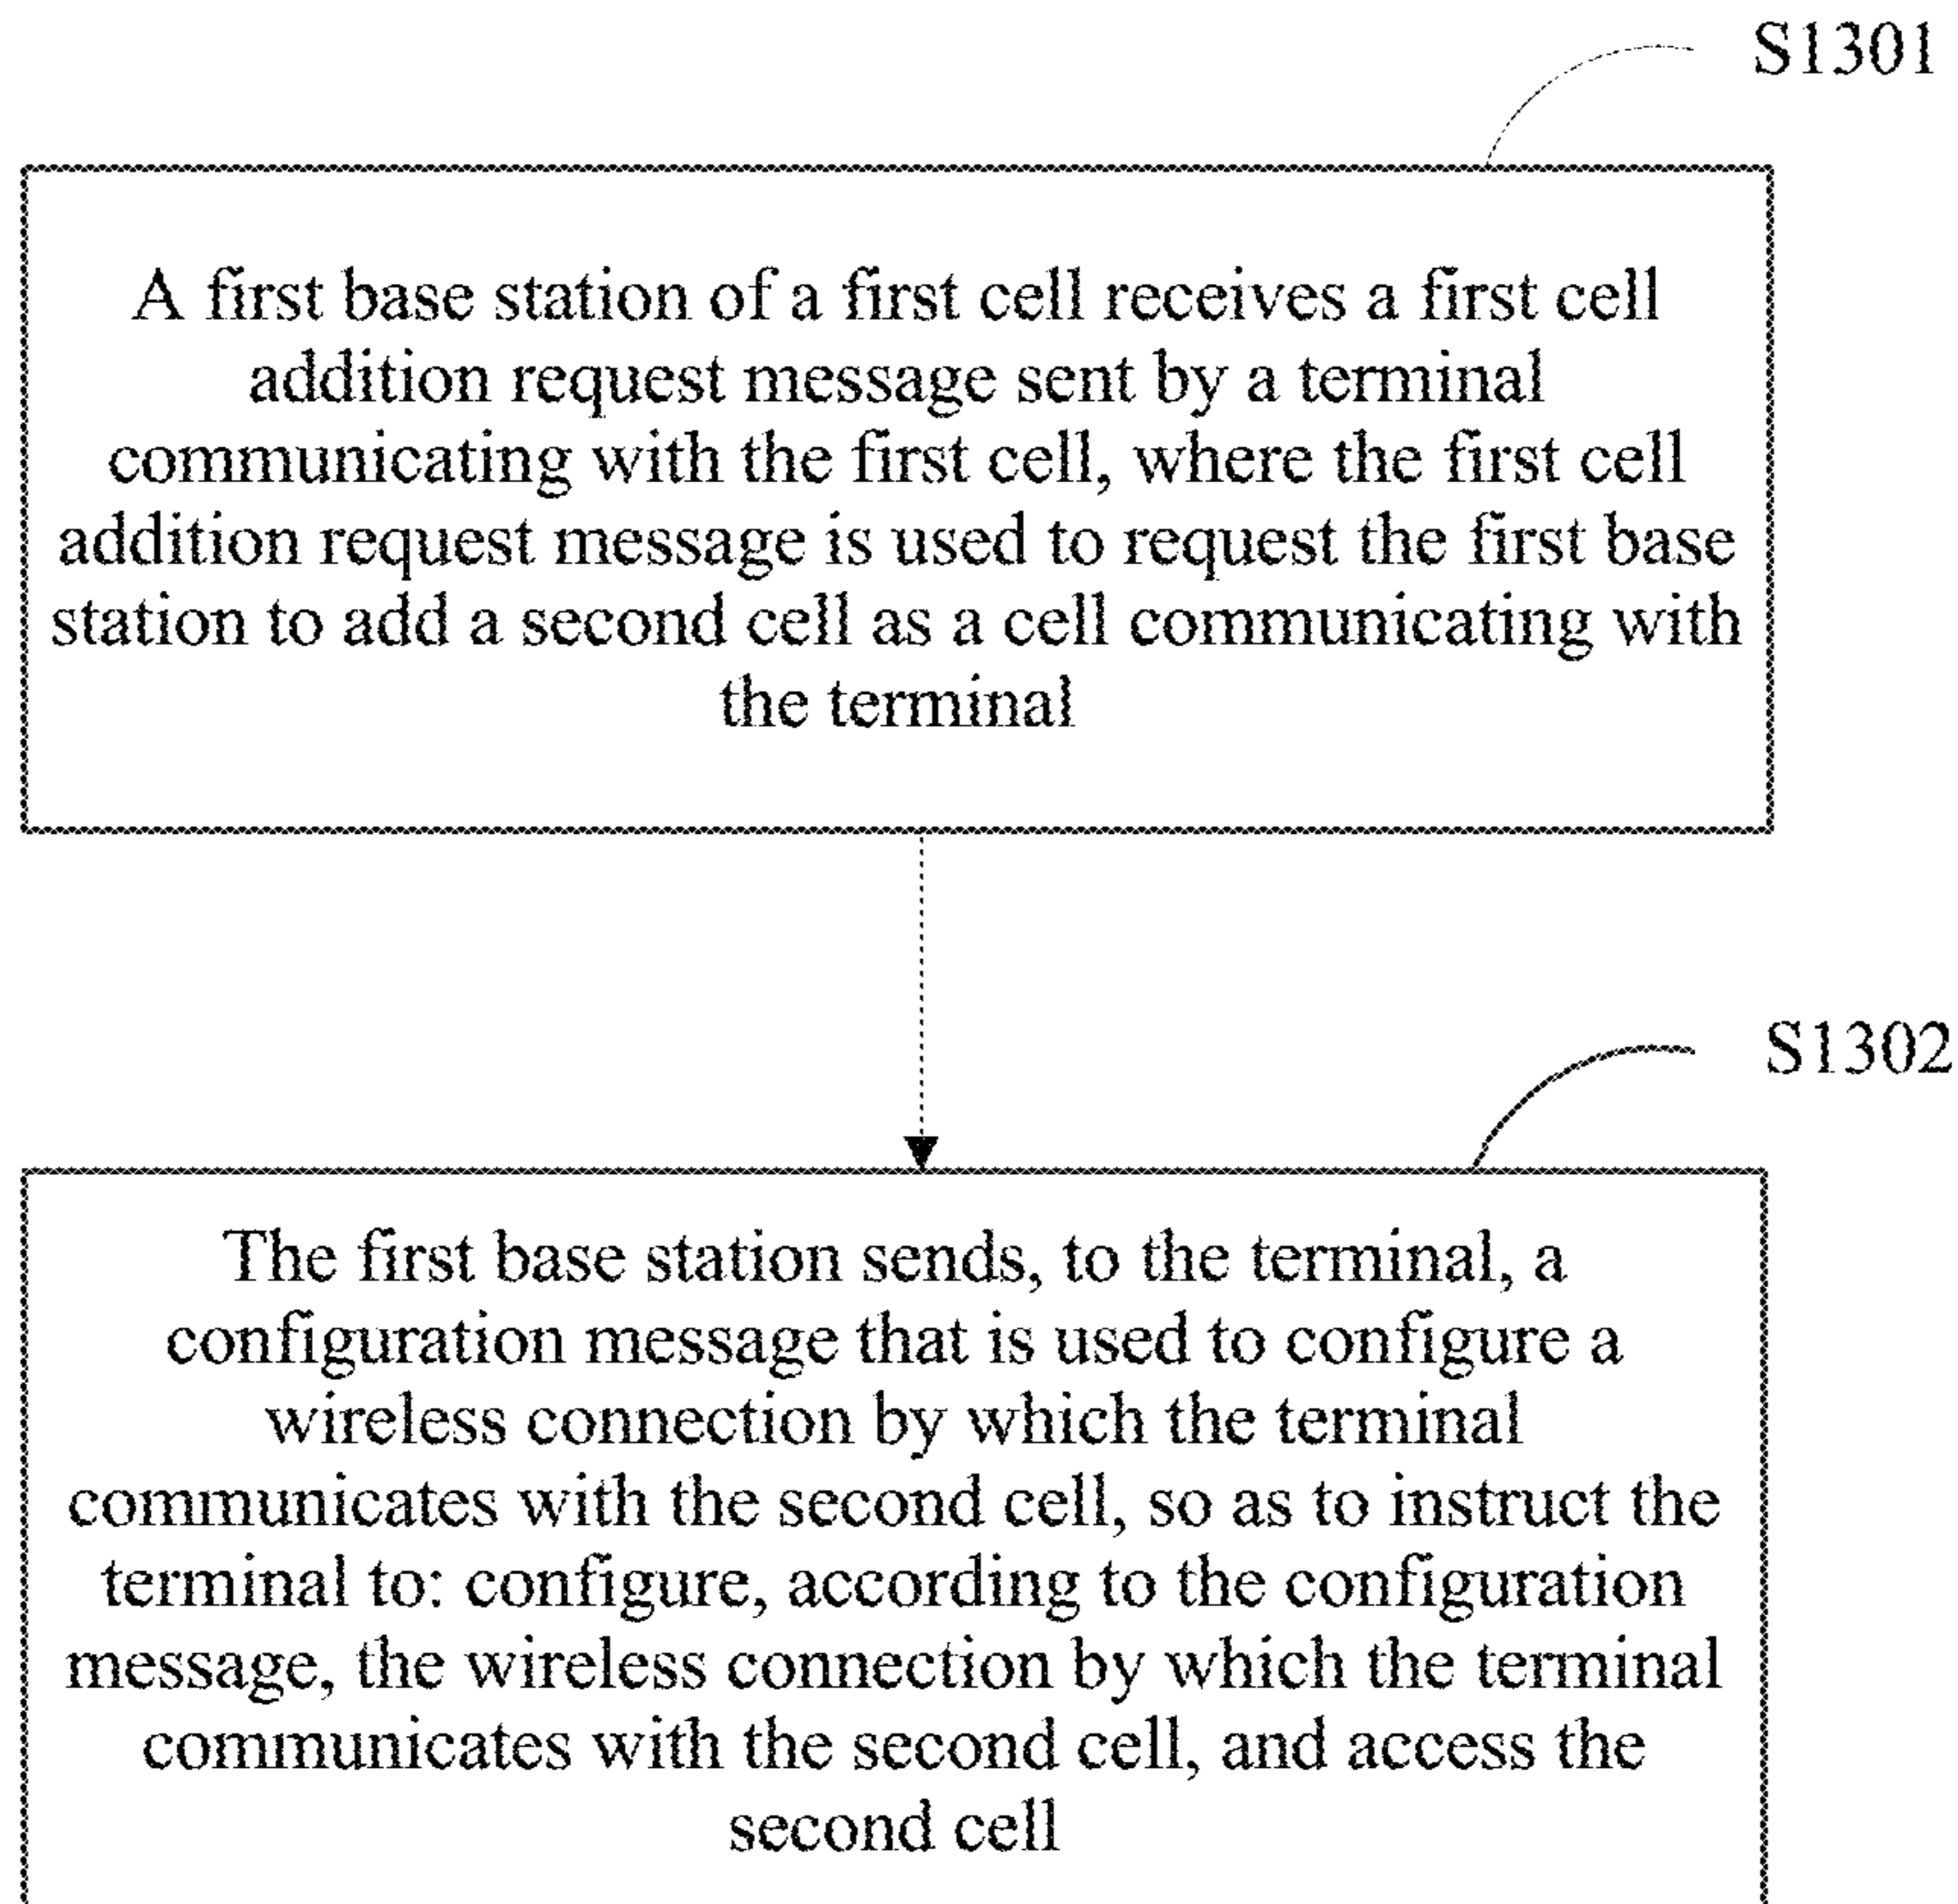 S1301
A first base station of a first cell receives a first cell
addition request message sent by a terminal
communicating with the first cell, where the first cell
addition request message is used to request the first base
station to add a second cell as a cell communicating with
the terminal
S1302
The first base station sends, to the terminal, a
configuration message that is used to configure a
wireless connection by which the terminal
communicates with the second cell, so as to instruct the
terminal to: configure, according to the configuration
message, the wireless connection by which the terminal
communicates with the second cell, and access the
second cell